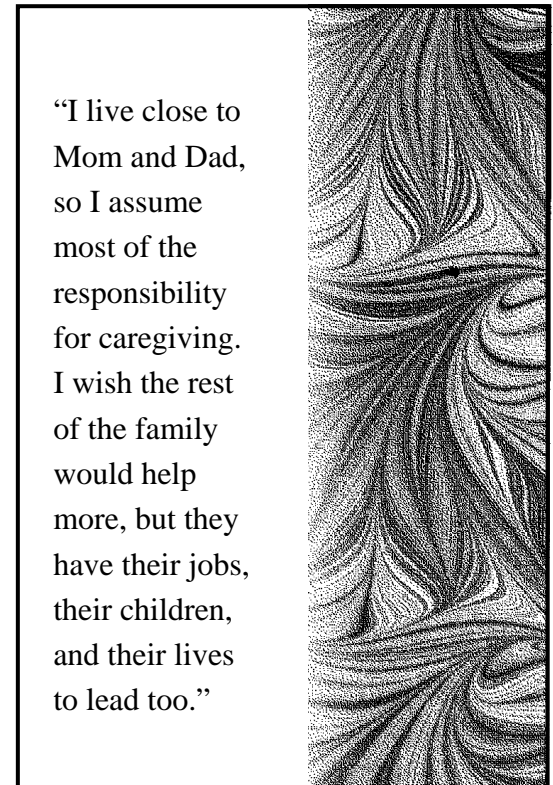 “I live close to
Mom and Dad,
so I assume
most of the
responsibility
for caregiving.
I wish the rest
of the family
would help
more, but they
have their jobs,
their children,
and their lives
to lead too.”